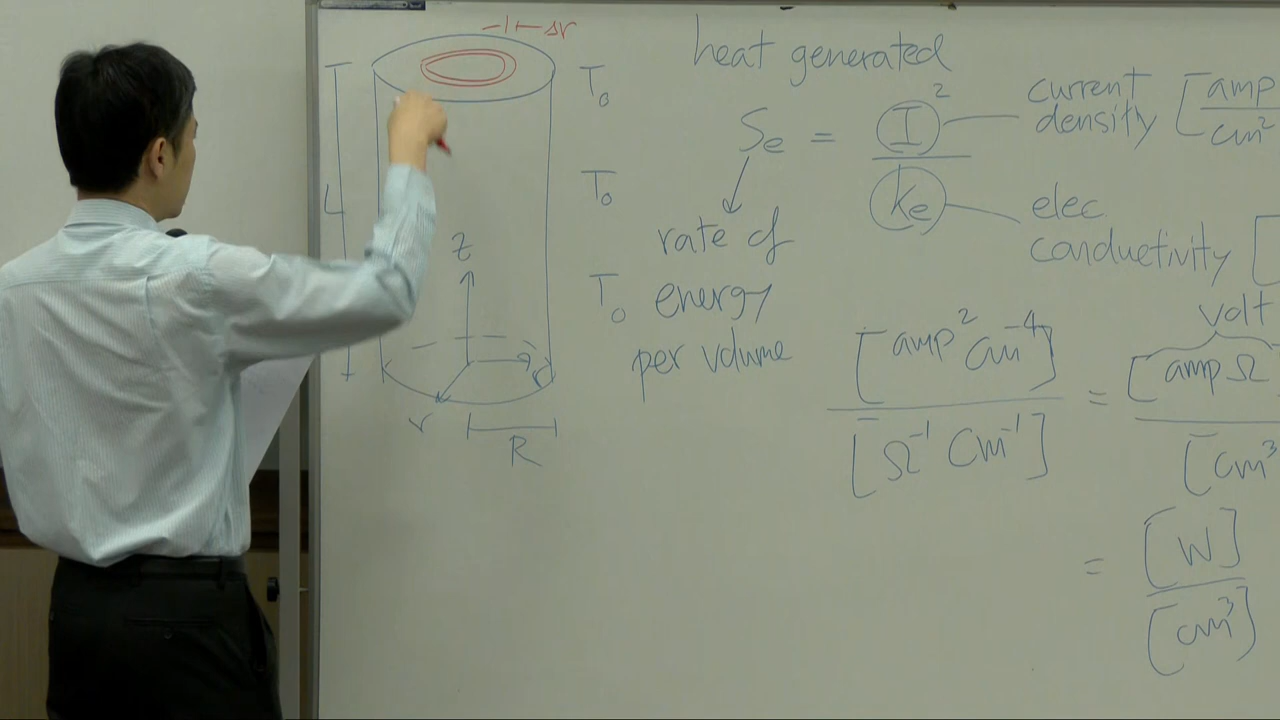 Δr
T₀
T₀
T₀
L
z
r
r
R
heat generated
Se = I² / ke
current
density [amp / cm²
elec
conductivity [
rate of
energy
per volume
[amp² cm⁻⁴] / [Ω⁻¹ cm⁻¹] = [amp Ω / [cm³
volt
= [W] / [cm³]